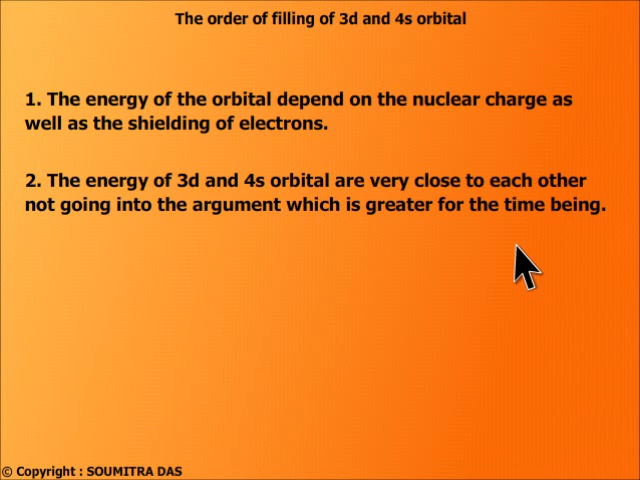 The order of filling of 3d and 4s orbital
1. The energy of the orbital depend on the nuclear charge as
well as the shielding of electrons.
2. The energy of 3d and 4s orbital are very close to each other
not going into the argument which is greater for the time being.
© Copyright : SOUMITRA DAS